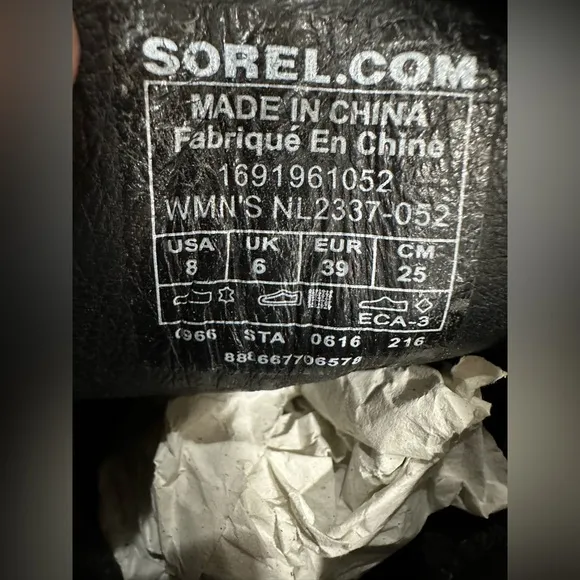 SOREL.COM
MADE IN CHINA
Fabriqué En Chine
1691961052
WMN'S NL2337-052
USA UK EUR CM
8 6 39 25
ECA-3
STA 0616 216